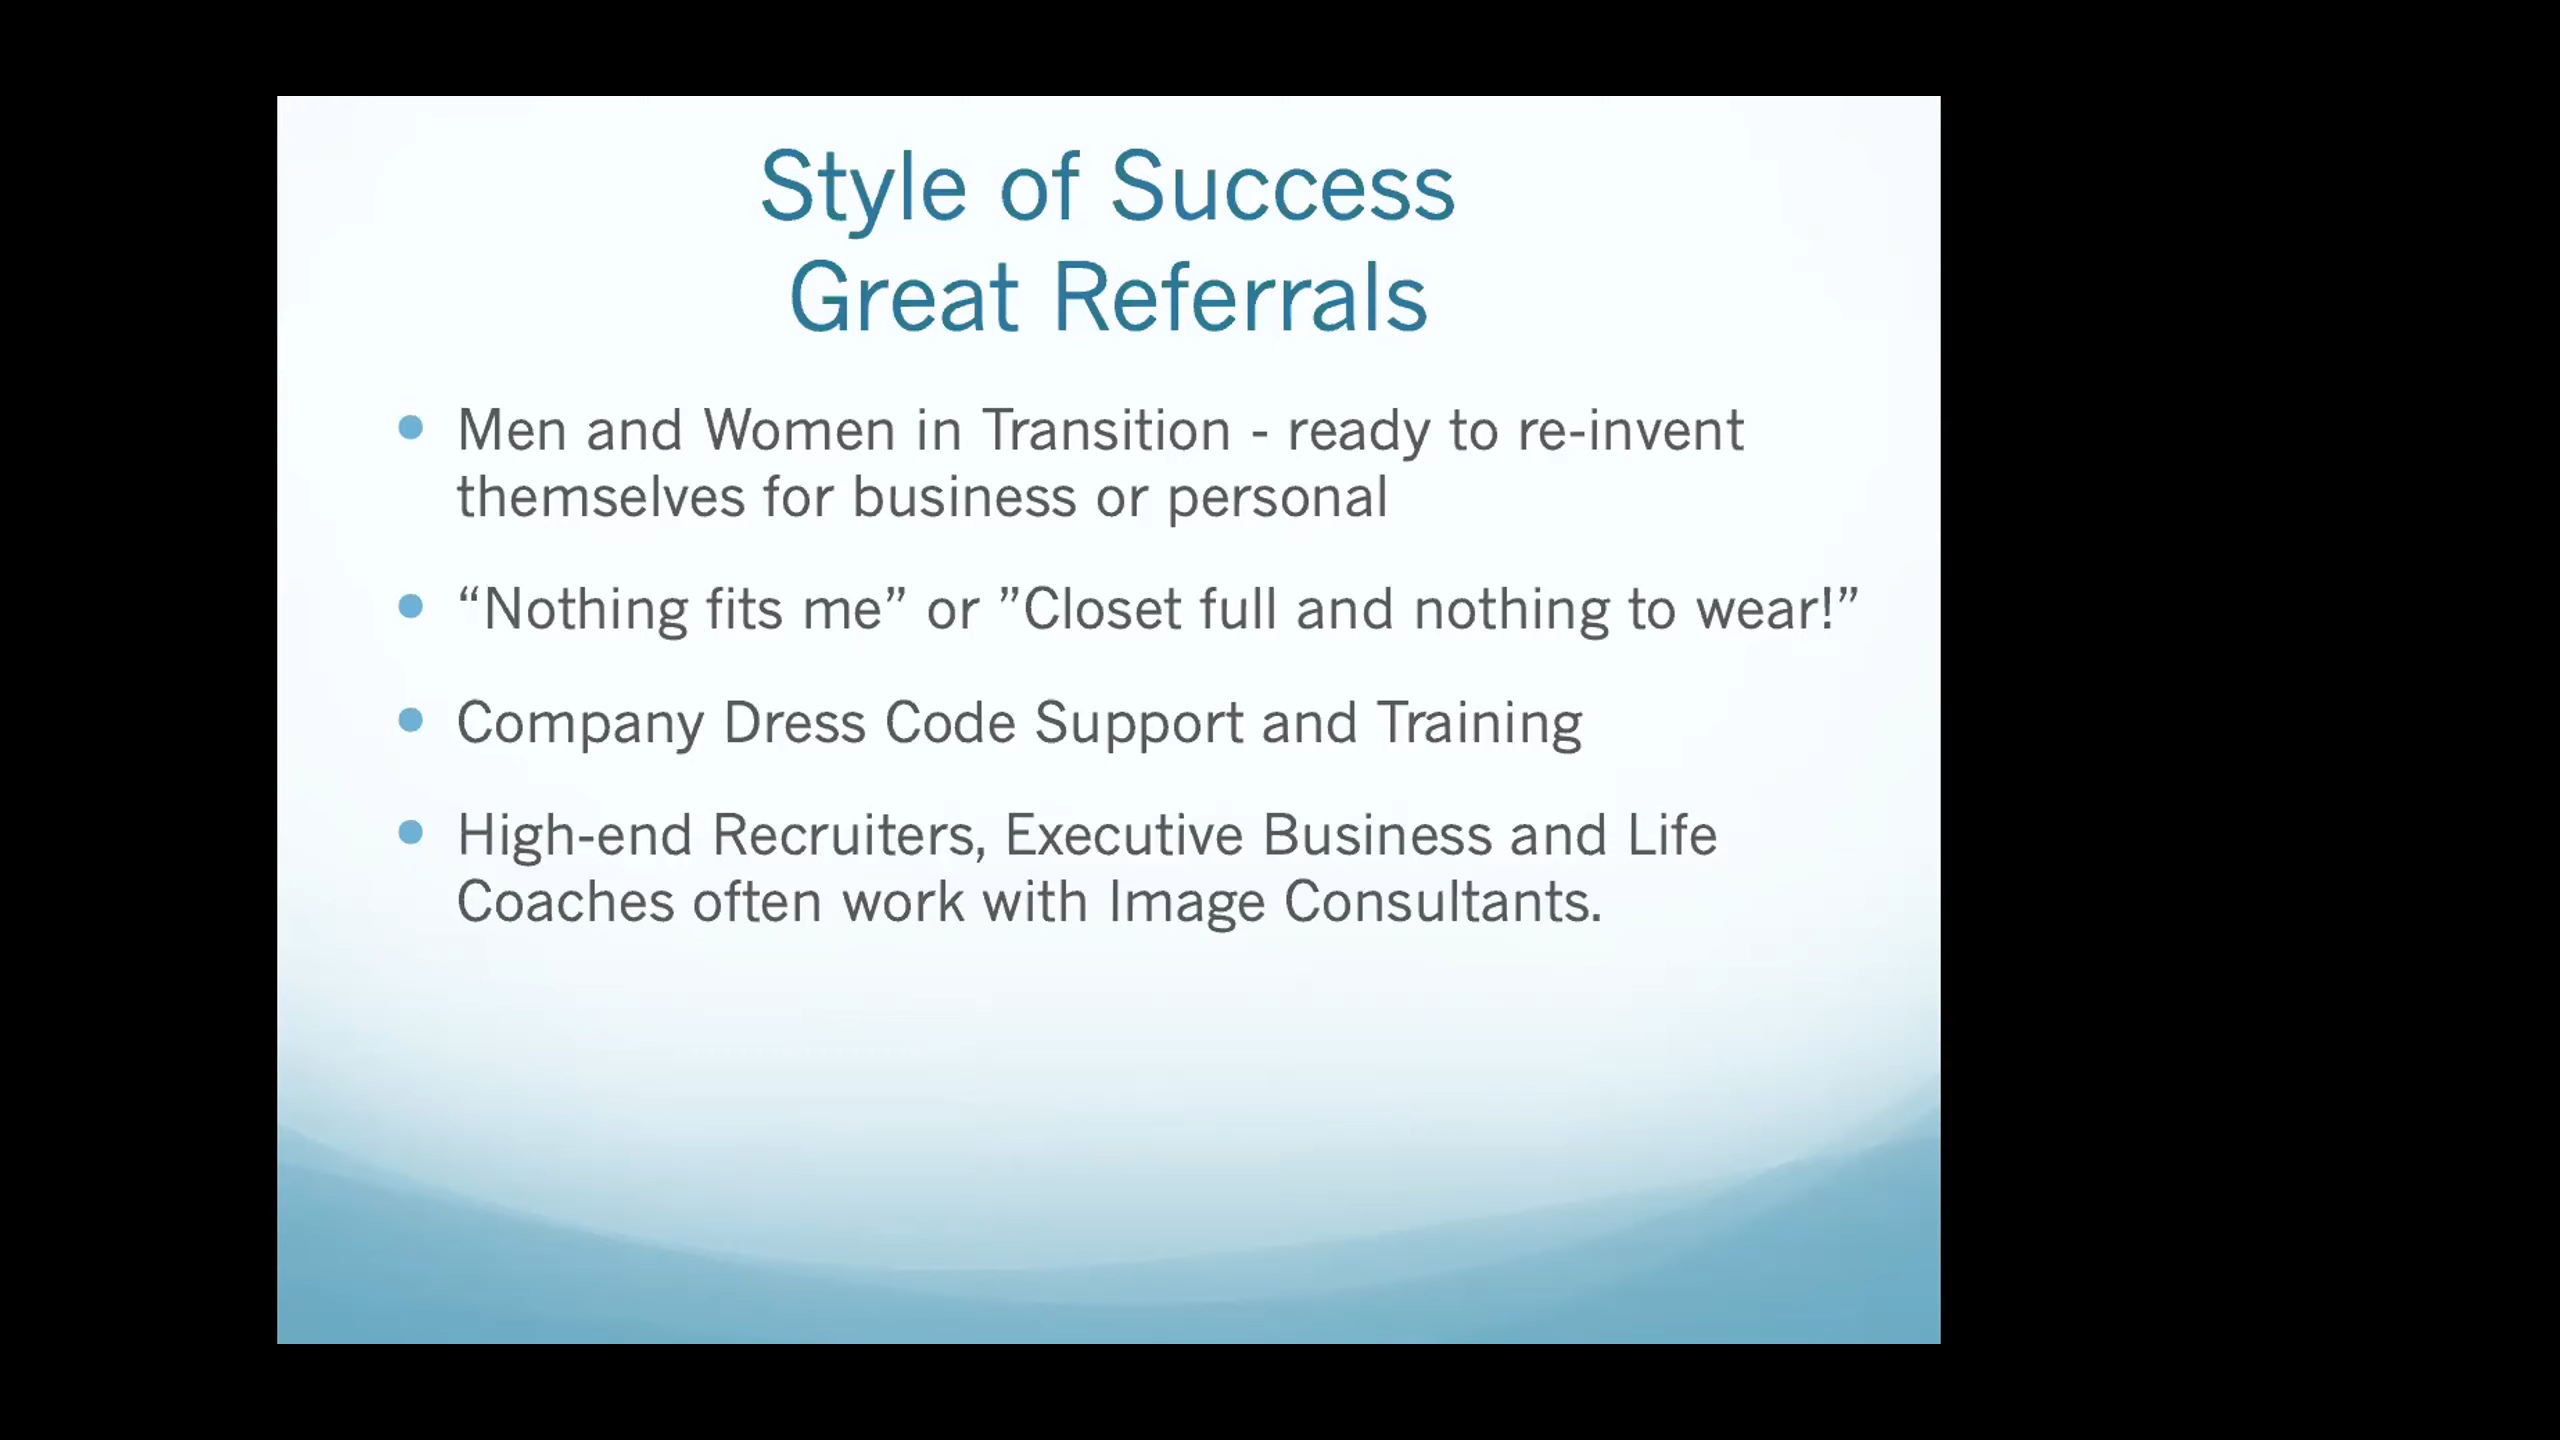 Style of Success
Great Referrals
• Men and Women in Transition - ready to re-invent
themselves for business or personal
• “Nothing fits me” or ”Closet full and nothing to wear!”
• Company Dress Code Support and Training
• High-end Recruiters, Executive Business and Life
Coaches often work with Image Consultants.